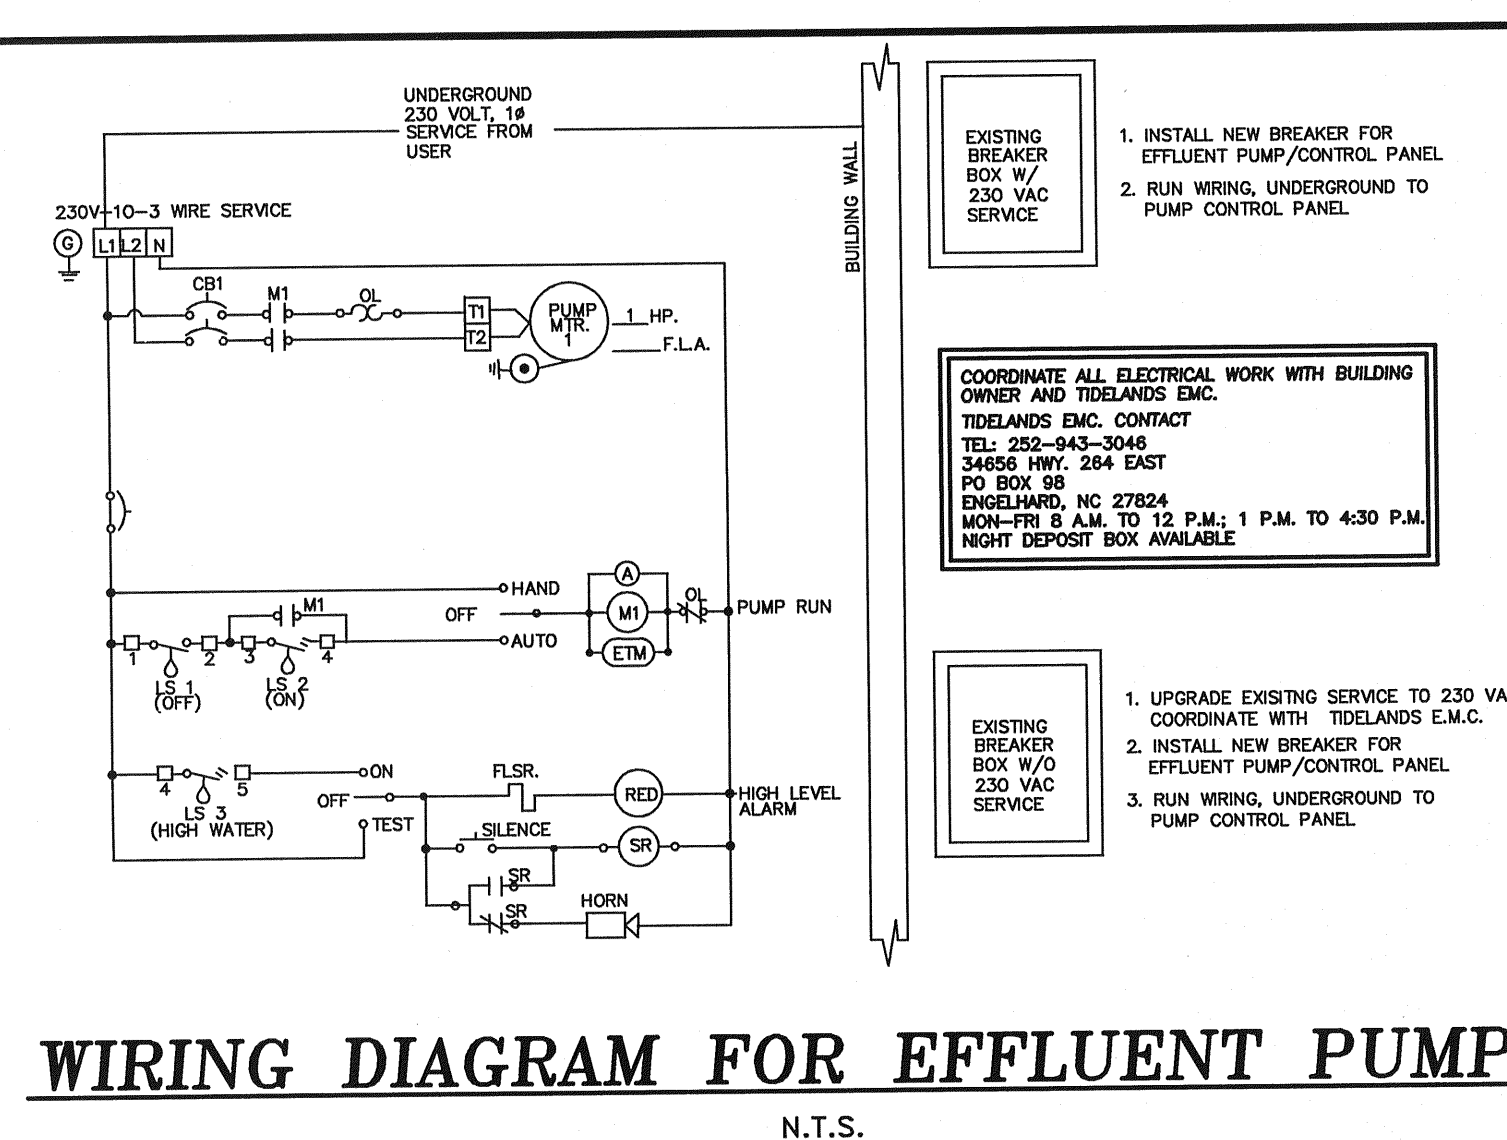 UNDERGROUND
230 VOLT, 1ø
SERVICE FROM
USER
230V-1O-3 WIRE SERVICE
G
L1 L2 N
CB1
M1
OL
T1
T2
PUMP
MTR.
1
1 HP.
F.L.A.
BUILDING WALL
HAND
OFF
AUTO
M1
A
M1
ETM
OL
PUMP RUN
1
2
3
4
LS 1
(OFF)
LS 2
(ON)
4
5
LS 3
(HIGH WATER)
ON
OFF
TEST
FLSR.
RED
HIGH LEVEL
ALARM
SILENCE
SR
SR
SR
HORN
EXISTING
BREAKER
BOX W/
230 VAC
SERVICE
1. INSTALL NEW BREAKER FOR
EFFLUENT PUMP/CONTROL PANEL
2. RUN WIRING, UNDERGROUND TO
PUMP CONTROL PANEL
COORDINATE ALL ELECTRICAL WORK WITH BUILDING
OWNER AND TIDELANDS EMC.
TIDELANDS EMC. CONTACT
TEL: 252-943-3046
34656 HWY. 264 EAST
PO BOX 98
ENGELHARD, NC 27824
MON-FRI 8 A.M. TO 12 P.M.; 1 P.M. TO 4:30 P.M.
NIGHT DEPOSIT BOX AVAILABLE
EXISTING
BREAKER
BOX W/O
230 VAC
SERVICE
1. UPGRADE EXISITNG SERVICE TO 230 VA
COORDINATE WITH TIDELANDS E.M.C.
2. INSTALL NEW BREAKER FOR
EFFLUENT PUMP/CONTROL PANEL
3. RUN WIRING, UNDERGROUND TO
PUMP CONTROL PANEL
WIRING DIAGRAM FOR EFFLUENT PUMP
N.T.S.